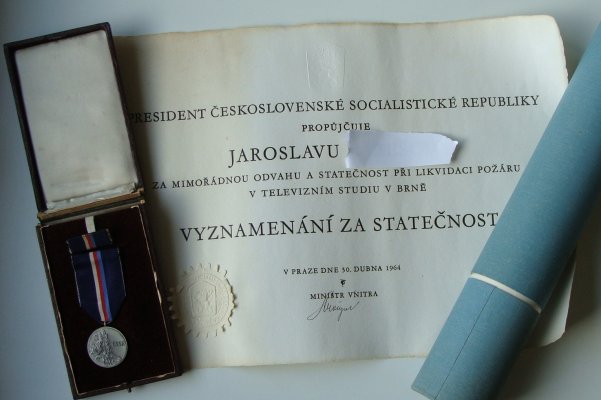 PRESIDENT ČESKOSLOVENSKÉ SOCIALISTICKÉ REPUBLIKY
PROPŮJČUJE
JAROSLAVU
ZA MIMOŘÁDNOU ODVAHU A STATEČNOST PŘI LIKVIDACI POŽÁRU
V TELEVIZNÍM STUDIU V BRNĚ
VYZNAMENÁNÍ ZA STATEČNOST
V PRAZE DNE 30. DUBNA 1964
MINISTR VNITRA